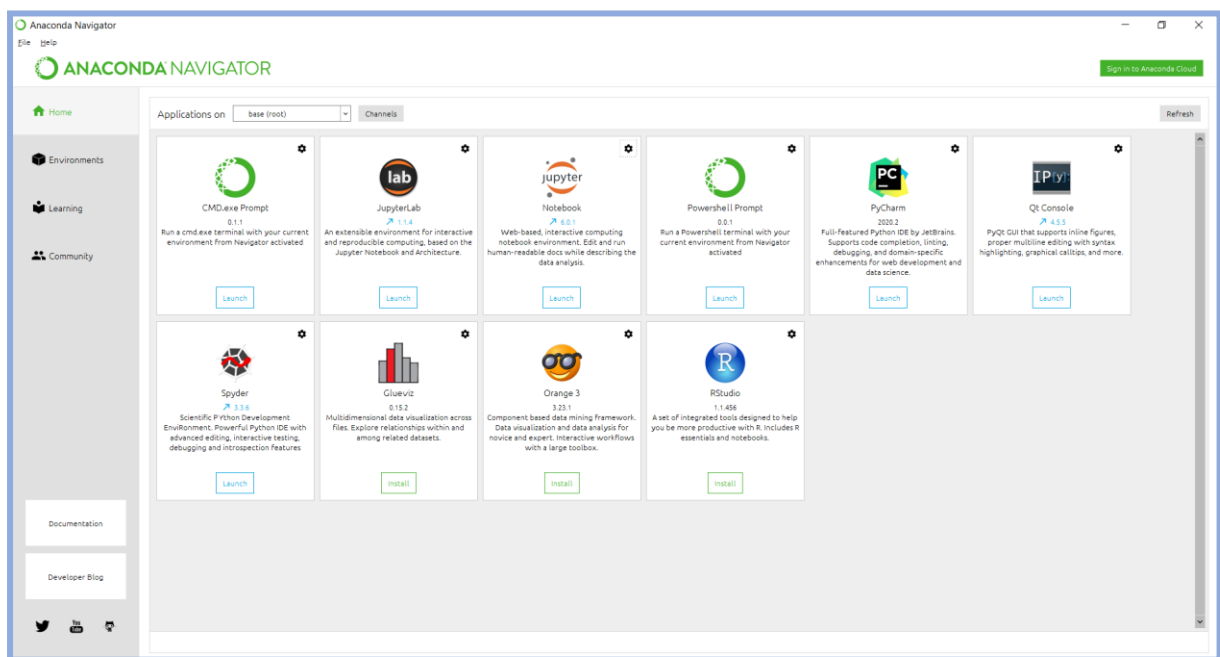 Anaconda Navigator
File Help
ANACONDA NAVIGATOR
Sign in to Anaconda Cloud
Home
Environments
Learning
Community
Documentation
Developer Blog
You
Tube
Applications on base (root) Channels Refresh
CMD.exe Prompt
0.1.1
Run a cmd.exe terminal with your current
environment from Navigator activated
Launch
lab
JupyterLab
1.1.4
An extensible environment for interactive
and reproducible computing, based on the
Jupyter Notebook and Architecture.
Launch
jupyter
Notebook
6.0.1
Web-based, interactive computing
notebook environment. Edit and run
human-readable docs while describing the
data analysis.
Launch
Powershell Prompt
0.0.1
Run a Powershell terminal with your
current environment from Navigator
activated
Launch
PC
PyCharm
2020.2
Full-featured Python IDE by JetBrains.
Supports code completion, linting,
debugging, and domain-specific
enhancements for web development and
data science.
Launch
IP[y]:
Qt Console
4.5.5
PyQt GUI that supports inline figures,
proper multiline editing with syntax
highlighting, graphical calltips, and more.
Launch
Spyder
3.3.6
Scientific PYthon Development
EnviRonment. Powerful Python IDE with
advanced editing, interactive testing,
debugging and introspection features
Launch
Glueviz
0.15.2
Multidimensional data visualization across
files. Explore relationships within and
among related datasets.
Install
Orange 3
3.23.1
Component based data mining framework.
Data visualization and data analysis for
novice and expert. Interactive workflows
with a large toolbox.
Install
R
RStudio
1.1.456
A set of integrated tools designed to help
you be more productive with R. Includes R
essentials and notebooks.
Install